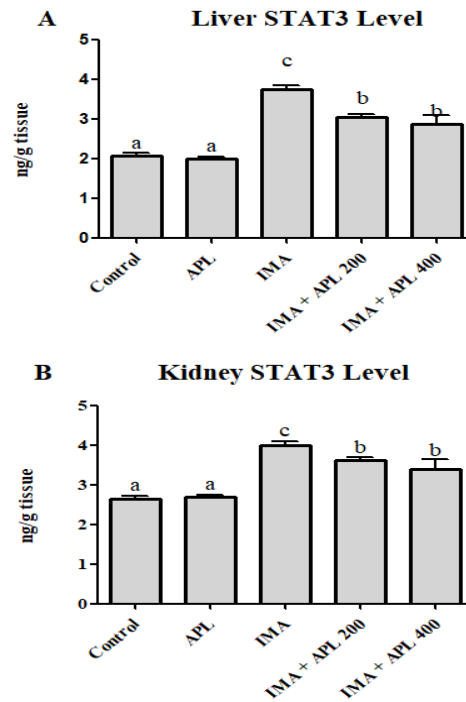 A Liver STAT3 Level
ng/g tissue
5
4
3
2
1
0
a
a
c
b
b
Control
APL
IMA
IMA + APL 200
IMA + APL 400
B Kidney STAT3 Level
ng/g tissue
5
4
3
2
1
0
a
a
c
b
b
Control
APL
IMA
IMA + APL 200
IMA + APL 400